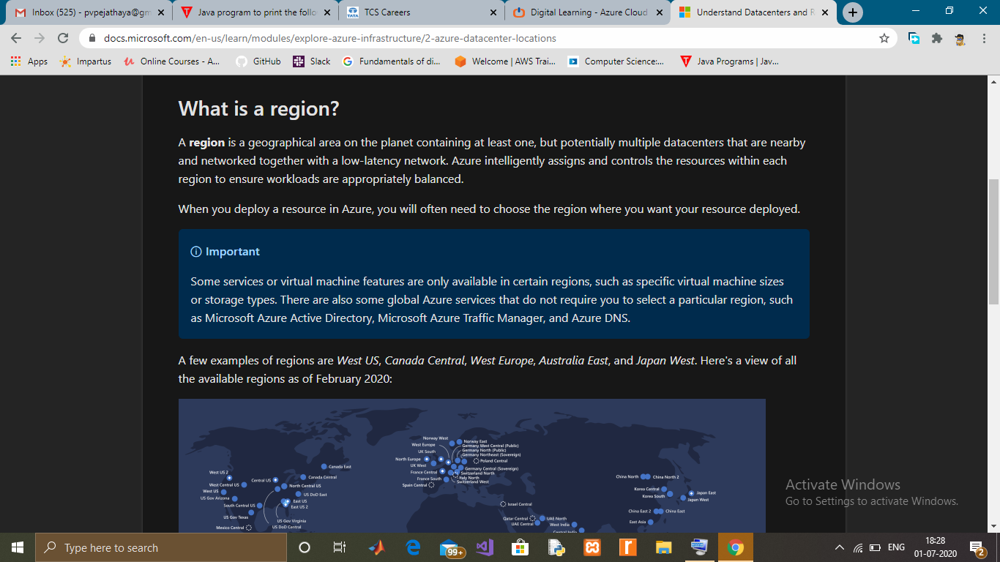 Inbox (525) - pvpejathaya@gm
Java program to print the follo
TCS Careers
Digital Learning - Azure Cloud
Understand Datacenters and R
docs.microsoft.com/en-us/learn/modules/explore-azure-infrastructure/2-azure-datacenter-locations
Apps
Impartus
Online Courses - A...
GitHub
Slack
Fundamentals of di...
Welcome | AWS Trai...
Computer Science:...
Java Programs | Jav...
What is a region?
A region is a geographical area on the planet containing at least one, but potentially multiple datacenters that are nearby
and networked together with a low-latency network. Azure intelligently assigns and controls the resources within each
region to ensure workloads are appropriately balanced.
When you deploy a resource in Azure, you will often need to choose the region where you want your resource deployed.
Important
Some services or virtual machine features are only available in certain regions, such as specific virtual machine sizes
or storage types. There are also some global Azure services that do not require you to select a particular region, such
as Microsoft Azure Active Directory, Microsoft Azure Traffic Manager, and Azure DNS.
A few examples of regions are West US, Canada Central, West Europe, Australia East, and Japan West. Here's a view of all
the available regions as of February 2020:
Norway West
Norway East
West Europe
Germany West Central (Public)
Germany North (Public)
UK South
Germany Northeast (Sovereign)
North Europe
Poland Central
UK West
Germany Central (Sovereign)
France Central
Switzerland North
Italy North
France South
Switzerland West
Spain Central
Canada East
West US 2
Canada Central
Central US
West Central US
North Central US
West US
US DoD East
US Gov Arizona
East US
South Central US
East US 2
US Gov Texas
US Gov Virginia
Mexico Central
US DoD Central
Israel Central
Qatar Central
UAE North
UAE Central
West India
Central India
China North
China North 2
Korea Central
Korea South
Japan East
Japan West
China East 2
China East
East Asia
Activate Windows
Go to Settings to activate Windows.
Type here to search
99+
ENG
18:28
01-07-2020
2